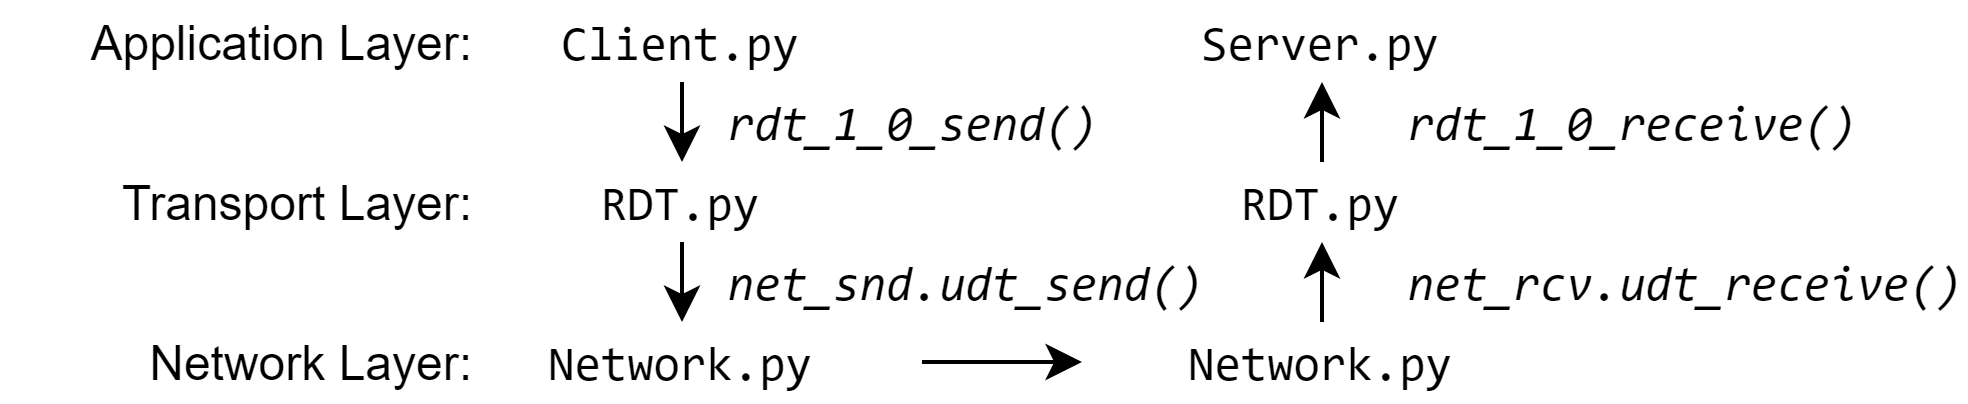 Application Layer: Client.py Server.py
rdt_1_0_send() rdt_1_0_receive()
Transport Layer: RDT.py RDT.py
net_snd.udt_send() net_rcv.udt_receive()
Network Layer: Network.py Network.py